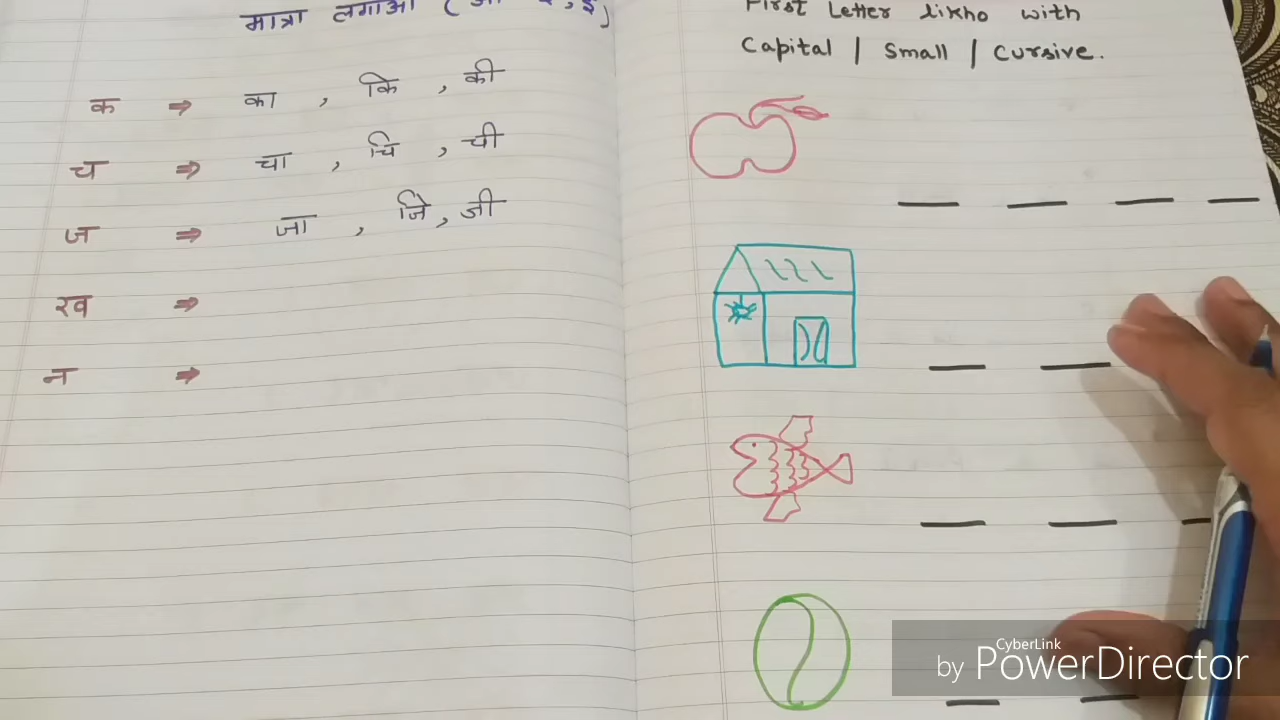 मात्रा लगाओ (
क ⇒ का , कि , की
च ⇒ चा , चि , ची
ज ⇒ जा , जि , जी
ख ⇒
न ⇒
First Letter likho with
Capital | Small | Cursive.
CyberLink
by PowerDirector